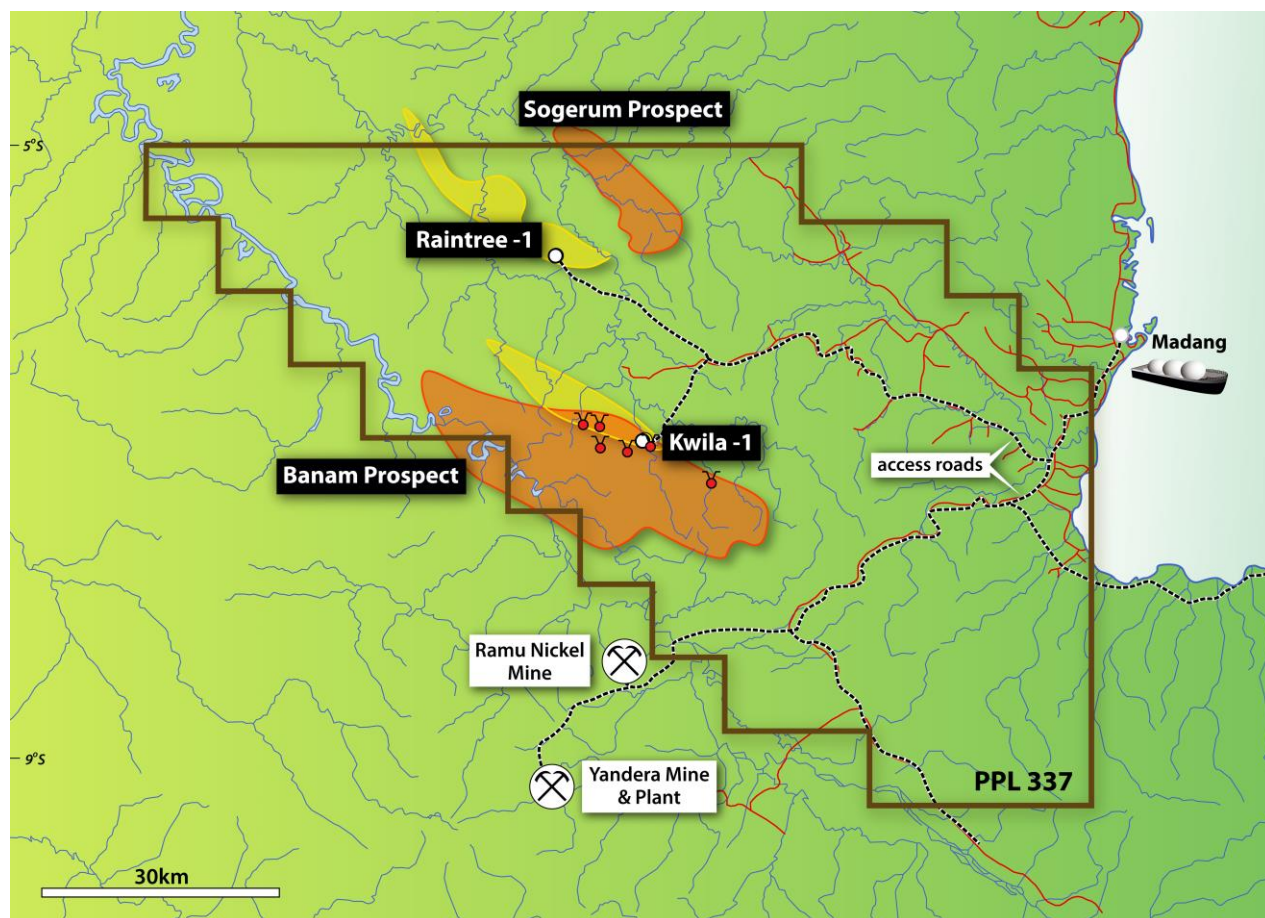 Sogerum Prospect
5°S
Raintree -1
Madang
Kwila -1
access roads
Banam Prospect
Ramu Nickel
Mine
9°S
Yandera Mine
& Plant
PPL 337
30km